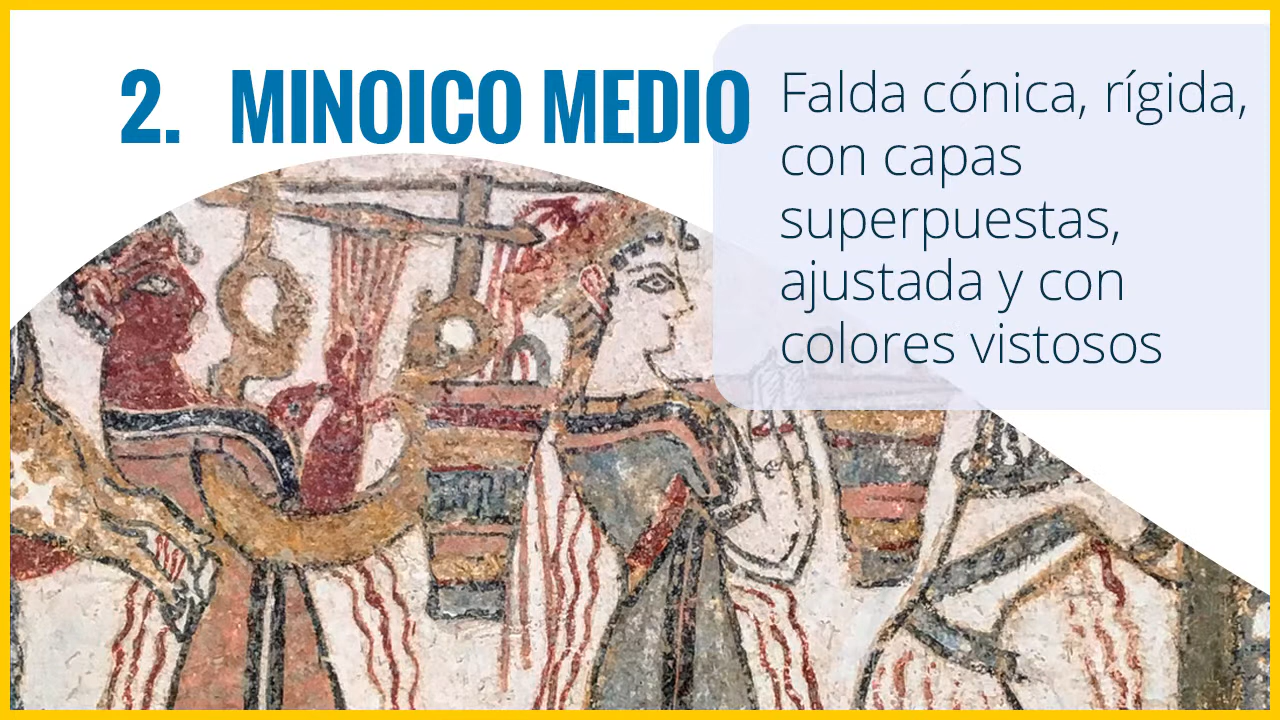 2. MINOICO MEDIO
Falda cónica, rígida,
con capas
superpuestas,
ajustada y con
colores vistosos